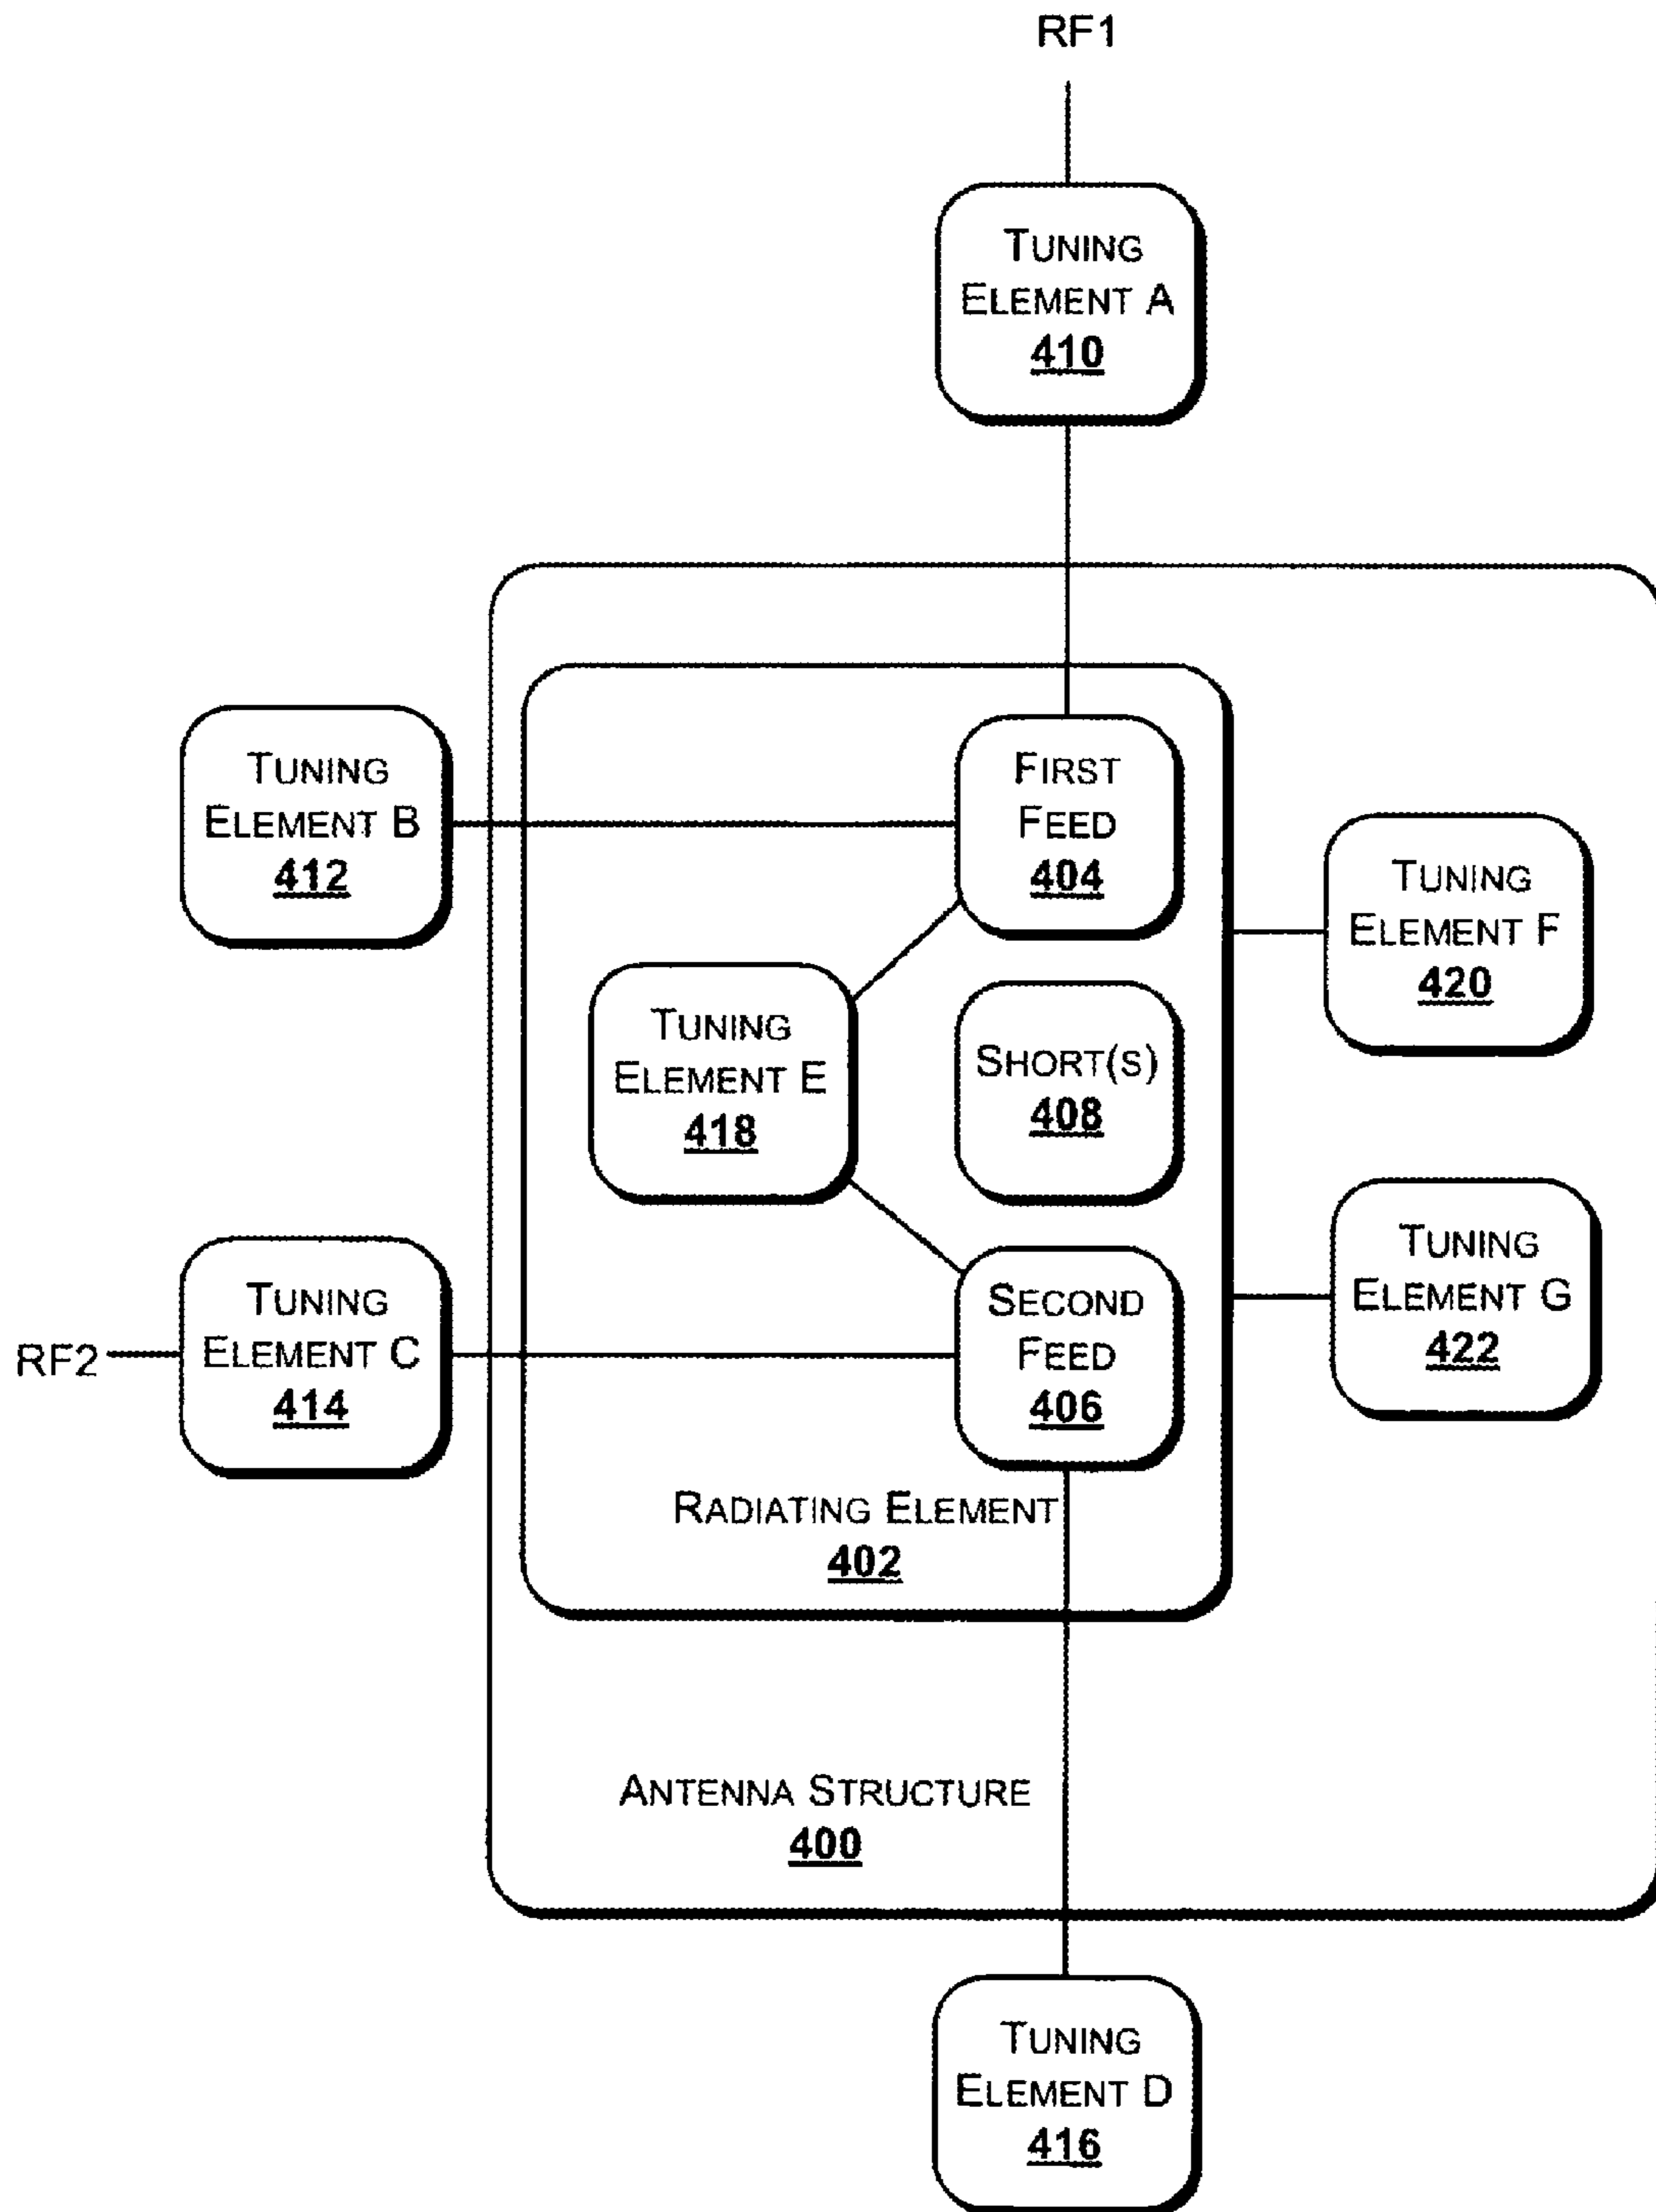 RF1
TUNING
ELEMENT A
410
TUNING
ELEMENT B
412
FIRST
FEED
404
TUNING
ELEMENT F
420
TUNING
ELEMENT E
418
SHORT(S)
408
TUNING
ELEMENT G
422
SECOND
FEED
406
RF2
TUNING
ELEMENT C
414
RADIATING ELEMENT
402
ANTENNA STRUCTURE
400
TUNING
ELEMENT D
416